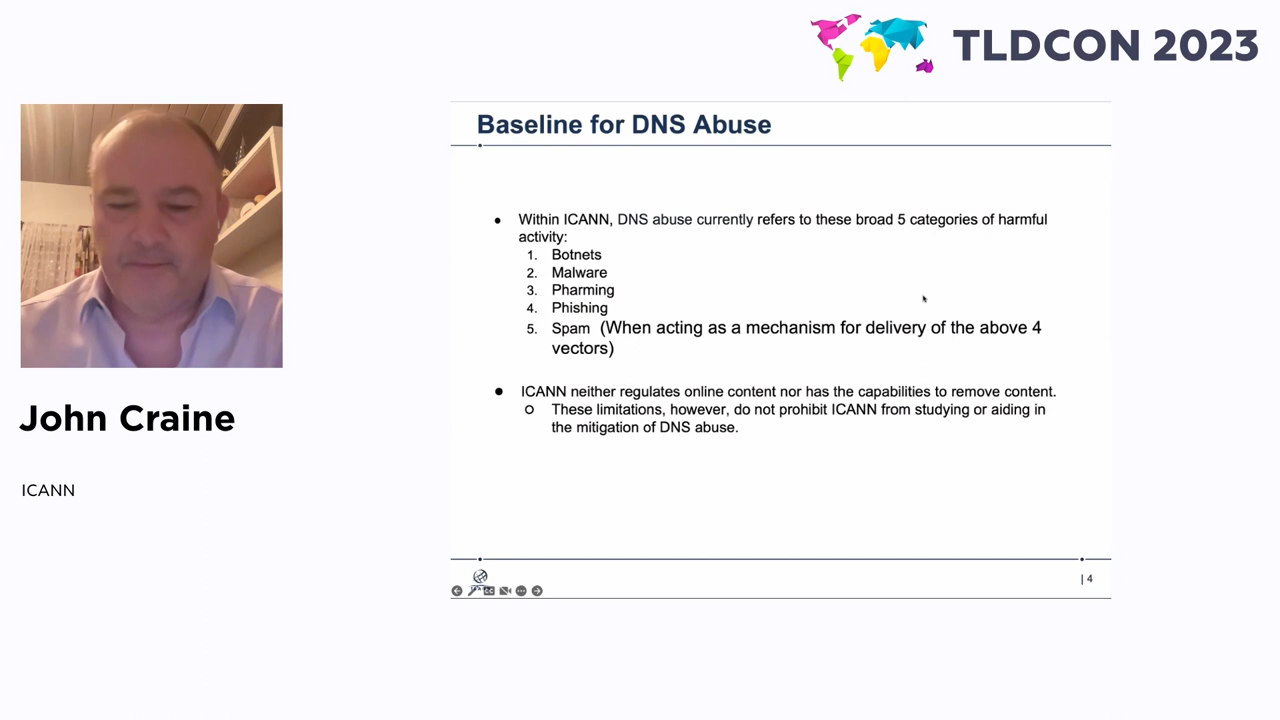 TLDCON 2023
John Craine
ICANN
Baseline for DNS Abuse
● Within ICANN, DNS abuse currently refers to these broad 5 categories of harmful
activity:
1. Botnets
2. Malware
3. Pharming
4. Phishing
5. Spam (When acting as a mechanism for delivery of the above 4
vectors)
● ICANN neither regulates online content nor has the capabilities to remove content.
○ These limitations, however, do not prohibit ICANN from studying or aiding in
the mitigation of DNS abuse.
| 4